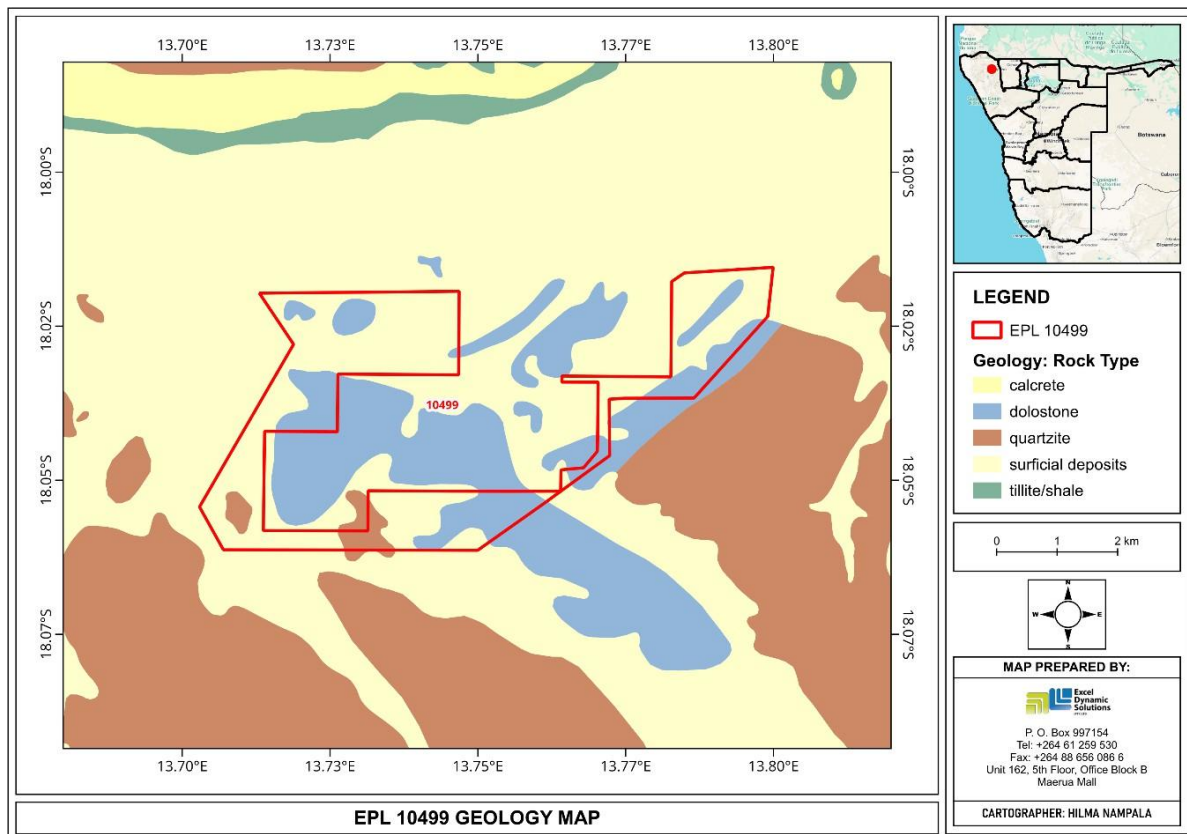 13.70°E
13.73°E
13.75°E
13.77°E
13.80°E
18.00°S
18.02°S
18.05°S
18.07°S
18.00°S
18.02°S
18.05°S
18.07°S
10499
13.70°E
13.73°E
13.75°E
13.77°E
13.80°E
EPL 10499 GEOLOGY MAP
Botswana
LEGEND
EPL 10499
Geology: Rock Type
calcrete
dolostone
quartzite
surficial deposits
tillite/shale
0 1 2 km
N
W E
S
MAP PREPARED BY:
Excel
Dynamic
Solutions
P. O. Box 997154
Tel: +264 61 259 530
Fax: +264 88 656 086 6
Unit 162, 5th Floor, Office Block B
Maerua Mall
CARTOGRAPHER: HILMA NAMPALA